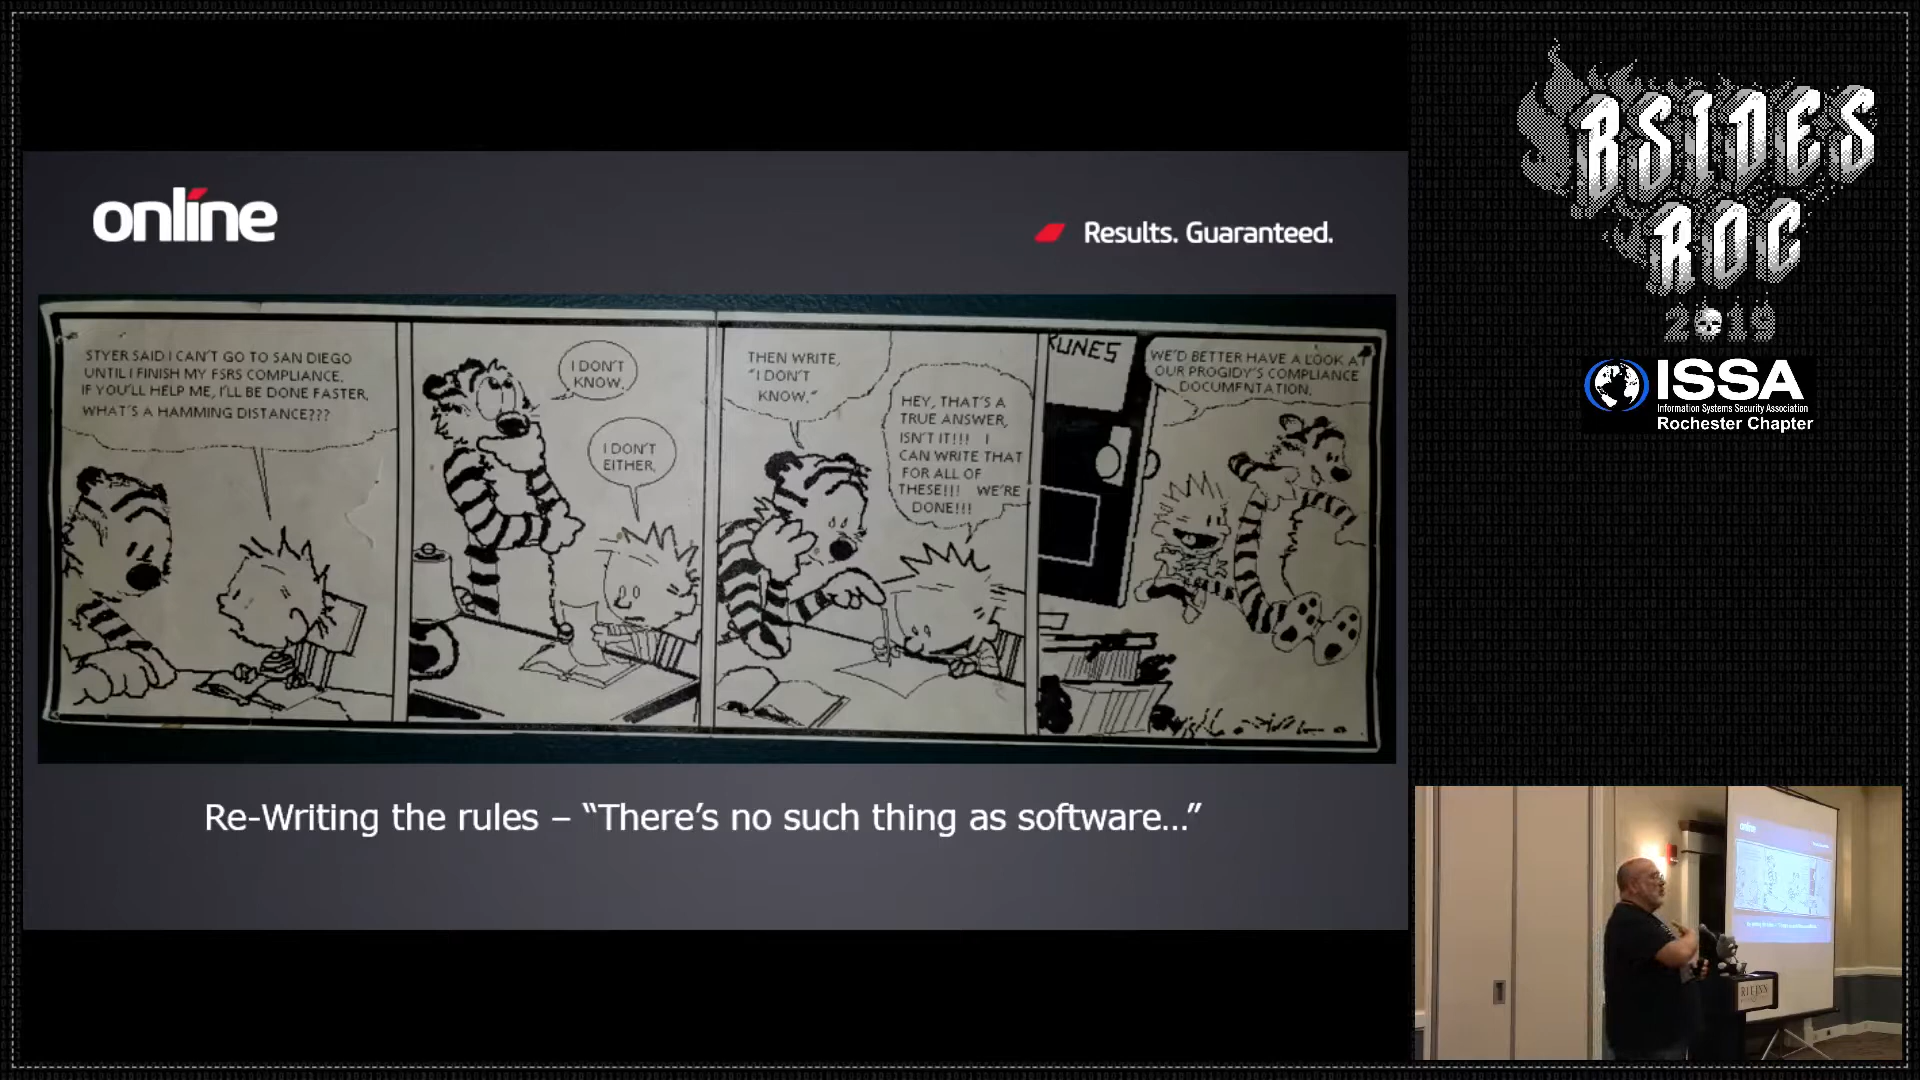 online
Results. Guaranteed.
STYER SAID I CAN'T GO TO SAN DIEGO
UNTIL I FINISH MY FSRS COMPLIANCE.
IF YOU'LL HELP ME, I'LL BE DONE FASTER,
WHAT'S A HAMMING DISTANCE???
I DON'T
KNOW.
I DON'T
EITHER.
THEN WRITE,
"I DON'T
KNOW."
HEY, THAT'S A
TRUE ANSWER,
ISN'T IT!!! I
CAN WRITE THAT
FOR ALL OF
THESE!!! WE'RE
DONE!!!
RUNES
WE'D BETTER HAVE A LOOK AT
OUR PROGIDY'S COMPLIANCE
DOCUMENTATION.
Re-Writing the rules – “There’s no such thing as software…”
BSIDES
ROC
2019
ISSA
Information Systems Security Association
Rochester Chapter
online